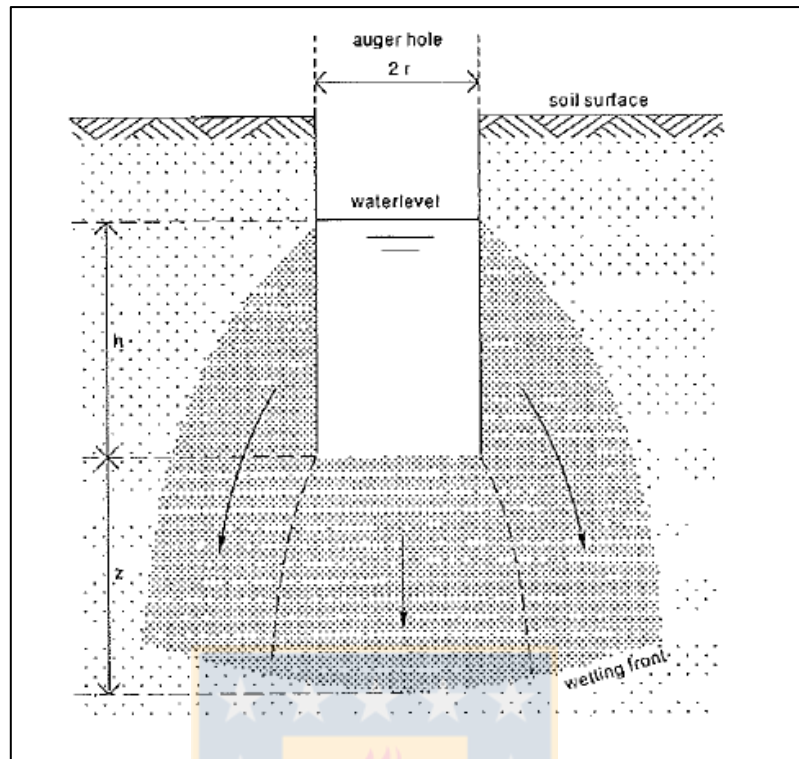 auger hole
2 r
soil surface
waterlevel
h
z
wetting front